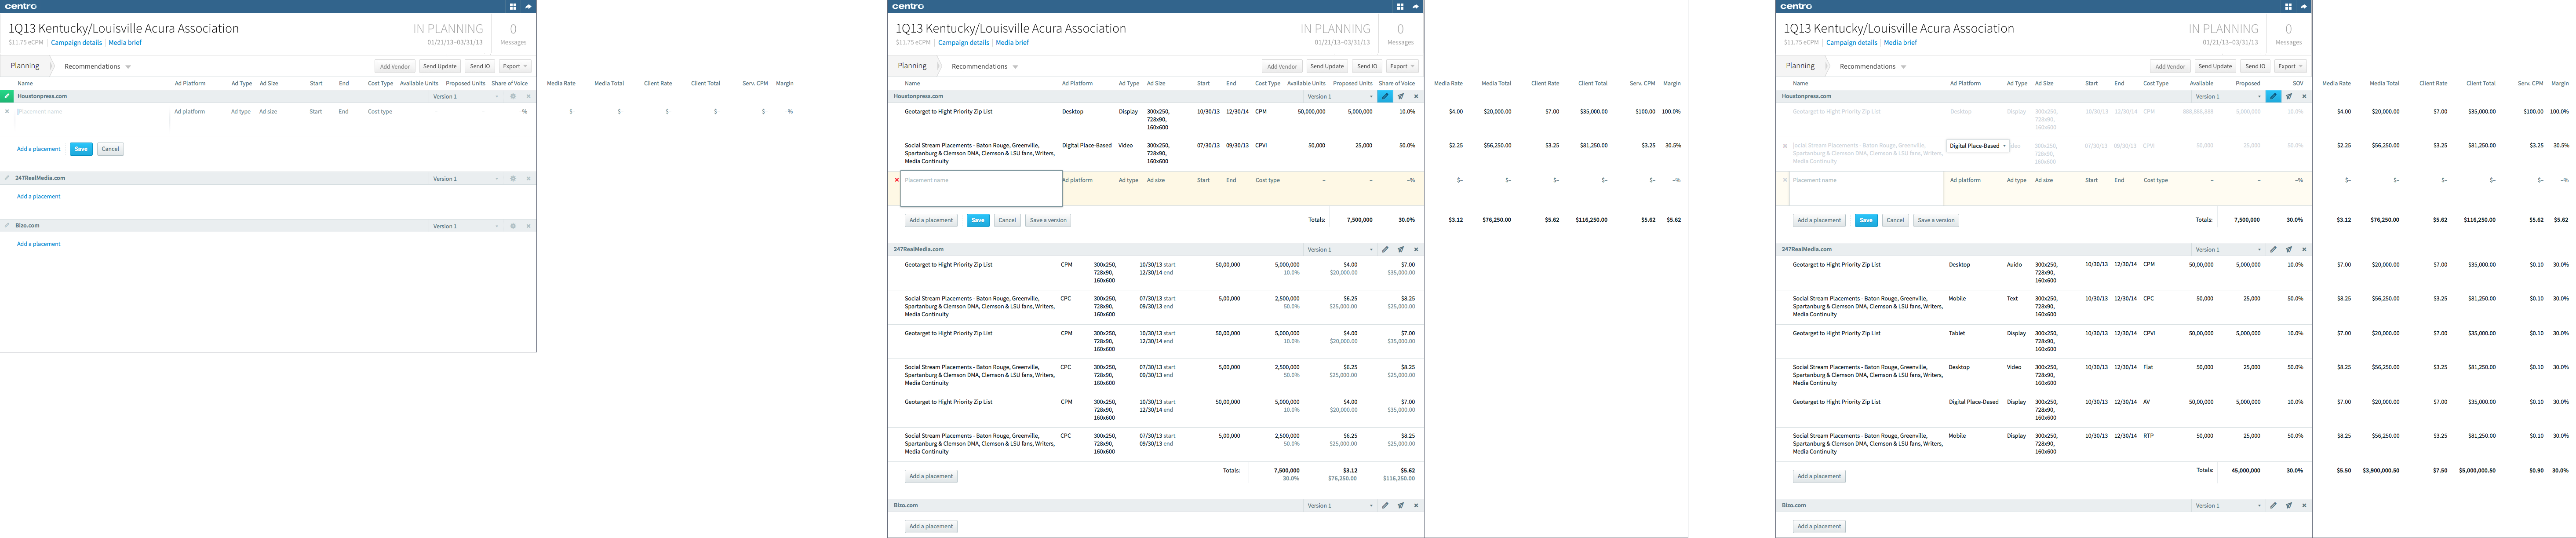 centro
1Q13 Kentucky/Louisville Acura Association
IN PLANNING
0
$11.75 eCPM | Campaign details | Media brief
01/21/13–03/31/13
Messages
Planning
Recommendations
Add Vendor
Send Update
Send IO
Export
Name Ad Platform Ad Type Ad Size Start End Cost Type Available Units Proposed Units Share of Voice Media Rate Media Total Client Rate Client Total Serv. CPM Margin
Houstonpress.com Version 1
Placement name Ad platform Ad type Ad size Start End Cost type – – –% $– $– $– $– $– –%
Add a placement Save Cancel
247RealMedia.com Version 1
Add a placement
Bizo.com Version 1
Add a placement
centro
1Q13 Kentucky/Louisville Acura Association
IN PLANNING
0
$11.75 eCPM | Campaign details | Media brief
01/21/13–03/31/13
Messages
Planning
Recommendations
Add Vendor
Send Update
Send IO
Export
Name Ad Platform Ad Type Ad Size Start End Cost Type Available Units Proposed Units Share of Voice Media Rate Media Total Client Rate Client Total Serv. CPM Margin
Houstonpress.com Version 1
Geotarget to Hight Priority Zip List Desktop Display 300x250, 10/30/13 12/30/14 CPM 50,000,000 5,000,000 10.0% $4.00 $20,000.00 $7.00 $35,000.00 $100.00 100.0%
728x90,
160x600
Social Stream Placements - Baton Rouge, Greenville, Digital Place-Based Video 300x250, 07/30/13 09/30/13 CPVI 50,000 25,000 50.0% $2.25 $56,250.00 $3.25 $81,250.00 $3.25 30.5%
Spartanburg & Clemson DMA, Clemson & LSU fans, Writers, 728x90,
Media Continuity 160x600
Placement name Ad platform Ad type Ad size Start End Cost type – – –% $– $– $– $– $– –%
Add a placement Save Cancel Save a version Totals: 7,500,000 30.0% $3.12 $76,250.00 $5.62 $116,250.00 $5.62 $5.62
247RealMedia.com Version 1
Geotarget to Hight Priority Zip List CPM 300x250, 10/30/13 start 50,00,000 5,000,000 $4.00 $7.00
728x90, 12/30/14 end 10.0% $20,000.00 $35,000.00
160x600
Social Stream Placements - Baton Rouge, Greenville, CPC 300x250, 07/30/13 start 5,00,000 2,500,000 $6.25 $8.25
Spartanburg & Clemson DMA, Clemson & LSU fans, Writers, 728x90, 09/30/13 end 50.0% $25,000.00 $25,000.00
Media Continuity 160x600
Geotarget to Hight Priority Zip List CPM 300x250, 10/30/13 start 50,00,000 5,000,000 $4.00 $7.00
728x90, 12/30/14 end 10.0% $20,000.00 $35,000.00
160x600
Social Stream Placements - Baton Rouge, Greenville, CPC 300x250, 07/30/13 start 5,00,000 2,500,000 $6.25 $8.25
Spartanburg & Clemson DMA, Clemson & LSU fans, Writers, 728x90, 09/30/13 end 50.0% $25,000.00 $25,000.00
Media Continuity 160x600
Geotarget to Hight Priority Zip List CPM 300x250, 10/30/13 start 50,00,000 5,000,000 $4.00 $7.00
728x90, 12/30/14 end 10.0% $20,000.00 $35,000.00
160x600
Social Stream Placements - Baton Rouge, Greenville, CPC 300x250, 07/30/13 start 5,00,000 2,500,000 $6.25 $8.25
Spartanburg & Clemson DMA, Clemson & LSU fans, Writers, 728x90, 09/30/13 end 50.0% $25,000.00 $25,000.00
Media Continuity 160x600
Add a placement Totals: 7,500,000 $3.12 $5.62
30.0% $76,250.00 $116,250.00
Bizo.com Version 1
Add a placement
centro
1Q13 Kentucky/Louisville Acura Association
IN PLANNING
0
$11.75 eCPM | Campaign details | Media brief
01/21/13–03/31/13
Messages
Planning
Recommendations
Add Vendor
Send Update
Send IO
Export
Name Ad Platform Ad Type Ad Size Start End Cost Type Available Proposed SOV Media Rate Media Total Client Rate Client Total Serv. CPM Margin
Houstonpress.com Version 1
Geotarget to Hight Priority Zip List Desktop Display 300x250, 10/30/13 12/30/14 CPM 888,888,888 5,000,000 10.0% $4.00 $20,000.00 $7.00 $35,000.00 $100.00 100.0%
728x90,
160x600
Social Stream Placements - Baton Rouge, Greenville, Digital Place-Based 300x250, 07/30/13 09/30/13 CPVI 50,000 25,000 50.0% $2.25 $56,250.00 $3.25 $81,250.00 $3.25 30.5%
Spartanburg & Clemson DMA, Clemson & LSU fans, Writers, 728x90,
Media Continuity 160x600
Placement name Ad platform Ad type Ad size Start End Cost type – – –% $– $– $– $– $– –%
Add a placement Save Cancel Save a version Totals: 7,500,000 30.0% $3.12 $76,250.00 $5.62 $116,250.00 $5.62 $5.62
247RealMedia.com Version 1
Geotarget to Hight Priority Zip List Desktop Auido 300x250, 10/30/13 12/30/14 CPM 50,00,000 5,000,000 10.0% $7.00 $20,000.00 $7.00 $35,000.00 $0.10 30.0%
728x90,
160x600
Social Stream Placements - Baton Rouge, Greenville, Mobile Text 300x250, 10/30/13 12/30/14 CPC 50,000 25,000 50.0% $8.25 $56,250.00 $3.25 $81,250.00 $0.10 30.0%
Spartanburg & Clemson DMA, Clemson & LSU fans, Writers, 728x90,
Media Continuity 160x600
Geotarget to Hight Priority Zip List Tablet Display 300x250, 10/30/13 12/30/14 CPVI 50,00,000 5,000,000 10.0% $7.00 $20,000.00 $7.00 $35,000.00 $0.10 30.0%
728x90,
160x600
Social Stream Placements - Baton Rouge, Greenville, Desktop Video 300x250, 10/30/13 12/30/14 Flat 50,000 25,000 50.0% $8.25 $56,250.00 $3.25 $81,250.00 $0.10 30.0%
Spartanburg & Clemson DMA, Clemson & LSU fans, Writers, 728x90,
Media Continuity 160x600
Geotarget to Hight Priority Zip List Digital Place-Based Display 300x250, 10/30/13 12/30/14 AV 50,00,000 5,000,000 10.0% $7.00 $20,000.00 $7.00 $35,000.00 $0.10 30.0%
728x90,
160x600
Social Stream Placements - Baton Rouge, Greenville, Mobile Display 300x250, 10/30/13 12/30/14 RTP 50,000 25,000 50.0% $8.25 $56,250.00 $3.25 $81,250.00 $0.10 30.0%
Spartanburg & Clemson DMA, Clemson & LSU fans, Writers, 728x90,
Media Continuity 160x600
Add a placement Totals: 45,000,000 30.0% $5.50 $3,900,000.50 $7.50 $5,000,000.50 $0.90 30.0%
Bizo.com Version 1
Add a placement